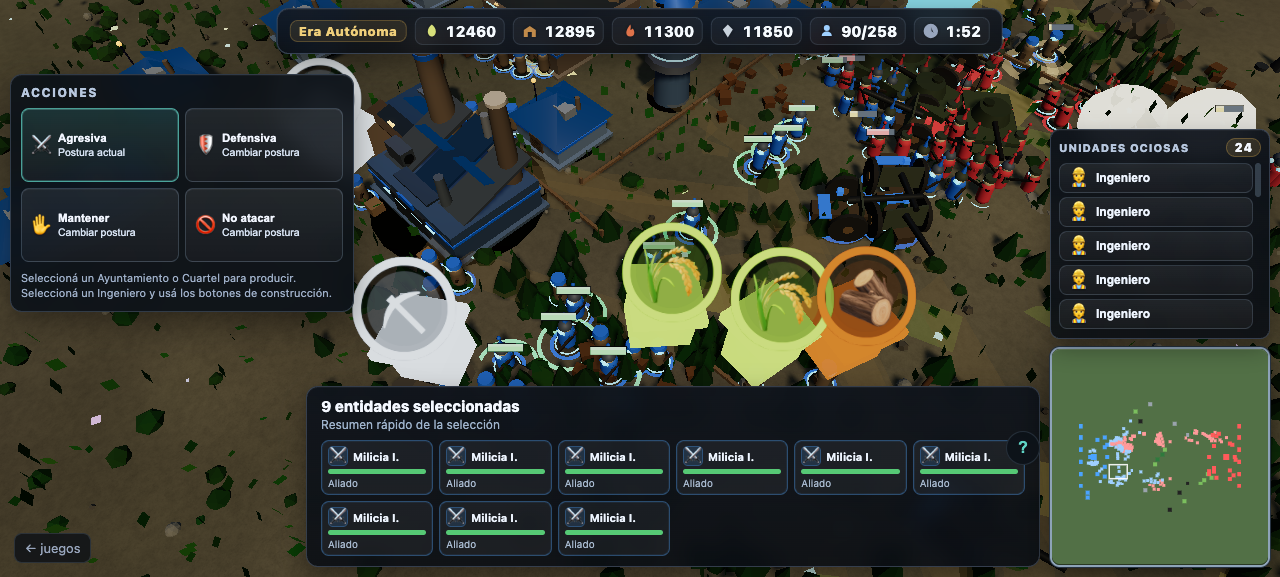 Era Autónoma
12460
12895
11300
11850
90/258
1:52
ACCIONES
Agresiva
Postura actual
Defensiva
Cambiar postura
Mantener
Cambiar postura
No atacar
Cambiar postura
Seleccioná un Ayuntamiento o Cuartel para producir.
Seleccioná un Ingeniero y usá los botones de construcción.
UNIDADES OCIOSAS
24
Ingeniero
Ingeniero
Ingeniero
Ingeniero
Ingeniero
9 entidades seleccionadas
Resumen rápido de la selección
?
Milicia I.
Aliado
Milicia I.
Aliado
Milicia I.
Aliado
Milicia I.
Aliado
Milicia I.
Aliado
Milicia I.
Aliado
Milicia I.
Aliado
Milicia I.
Aliado
Milicia I.
Aliado
← juegos